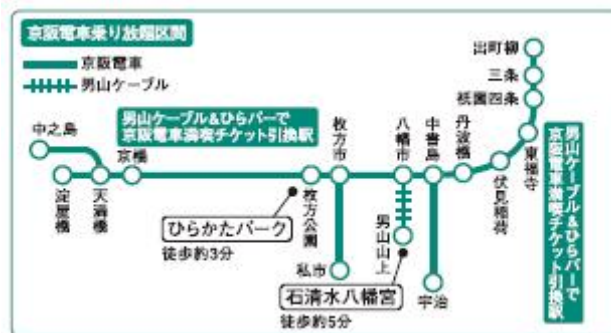 京阪電車乗り放題区間
京阪電車
男山ケーブル
男山ケーブル&ひらパーで
京阪電車満喫チケット引換駅
中之島
淀屋橋
天満橋
京橋
枚方公園
枚方市
八幡市
中書島
丹波橋
伏見稲荷
東福寺
祇園四条
三条
出町柳
ひらかたパーク
徒歩約3分
私市
男山山上
石清水八幡宮
徒歩約5分
宇治
男山ケーブル&ひらパーで
京阪電車満喫チケット引換駅